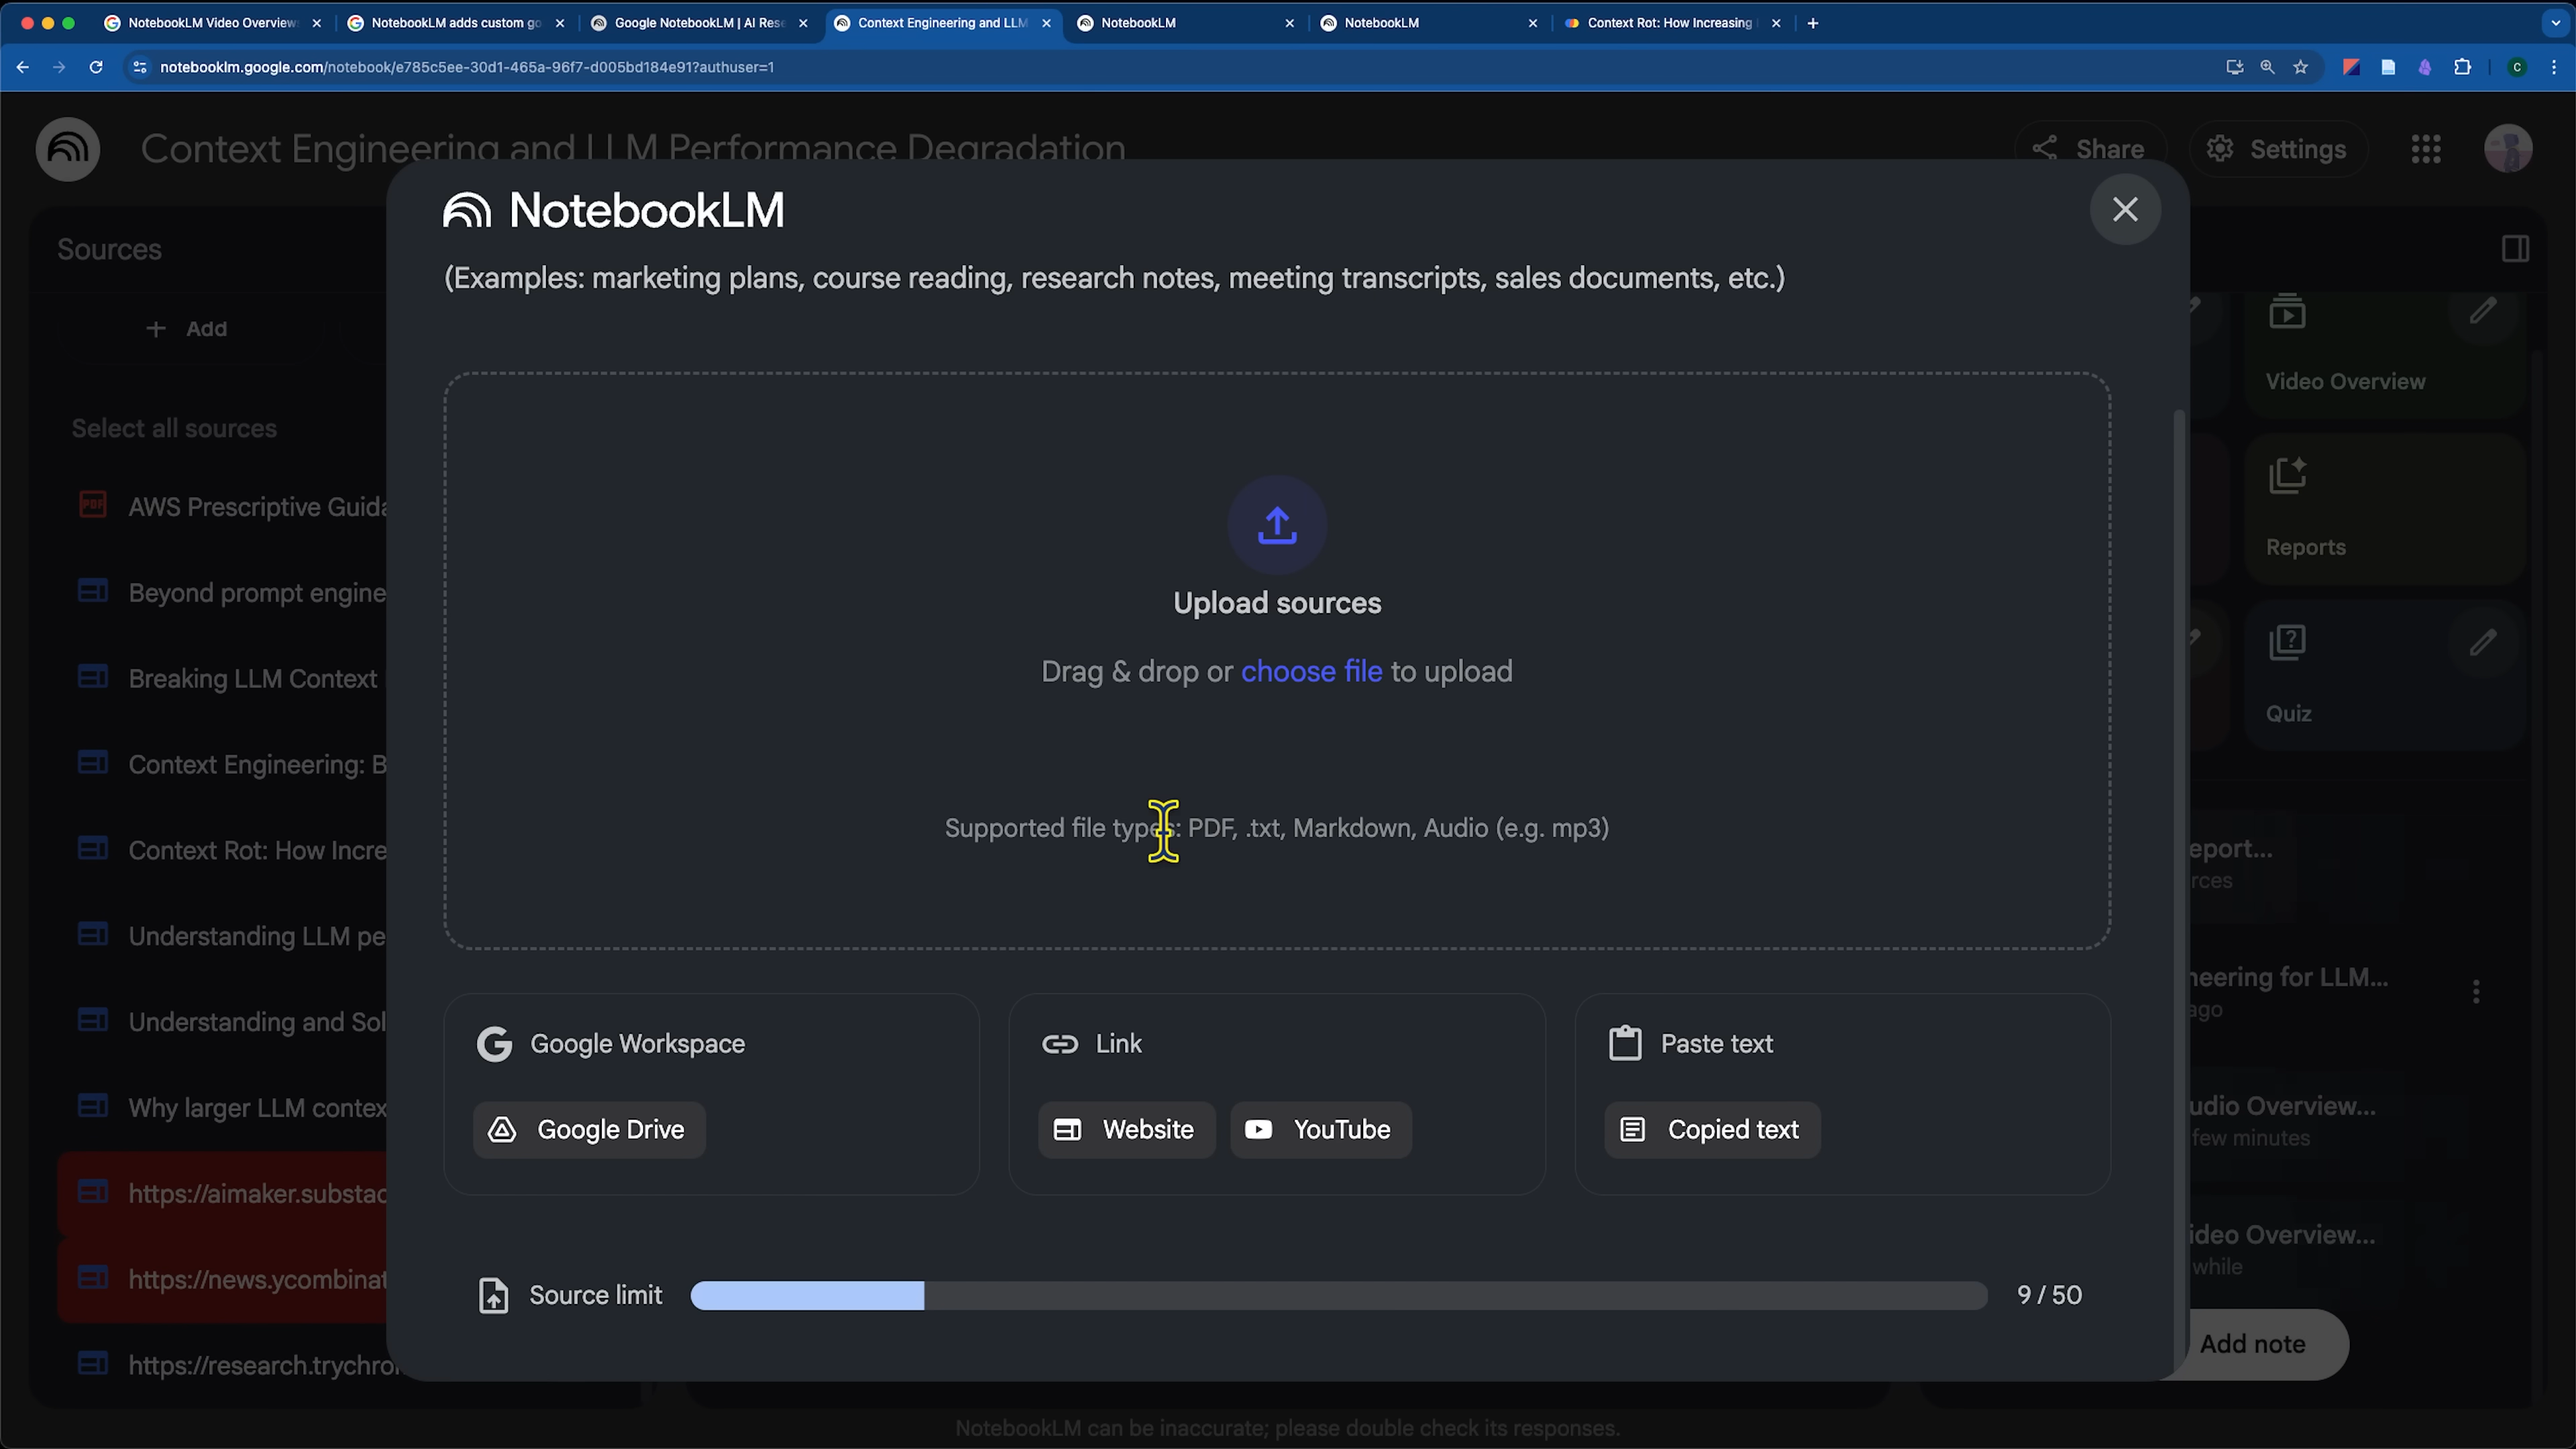 NotebookLM Video Overview
NotebookLM adds custom go
Google NotebookLM | AI Rese
Context Engineering and LLM
NotebookLM
NotebookLM
Context Rot: How Increasing
notebooklm.google.com/notebook/e785c5ee-30d1-465a-96f7-d005bd184e91?authuser=1
C
Context Engineering and LLM Performance Degradation
Share
Settings
NotebookLM
(Examples: marketing plans, course reading, research notes, meeting transcripts, sales documents, etc.)
Sources
Add
Select all sources
PDF
AWS Prescriptive Guida
Beyond prompt engine
Breaking LLM Context
Context Engineering: B
Context Rot: How Incre
Understanding LLM pe
Understanding and Sol
Why larger LLM contex
https://aimaker.substac
https://news.ycombinat
https://research.trychro
Upload sources
Drag & drop or choose file to upload
Supported file types: PDF, .txt, Markdown, Audio (e.g. mp3)
Google Workspace
Google Drive
Link
Website
YouTube
Paste text
Copied text
Source limit
9 / 50
Video Overview
Reports
Quiz
eport...
rces
neering for LLM...
ago
udio Overview...
few minutes
ideo Overview...
while
Add note
NotebookLM can be inaccurate; please double check its responses.